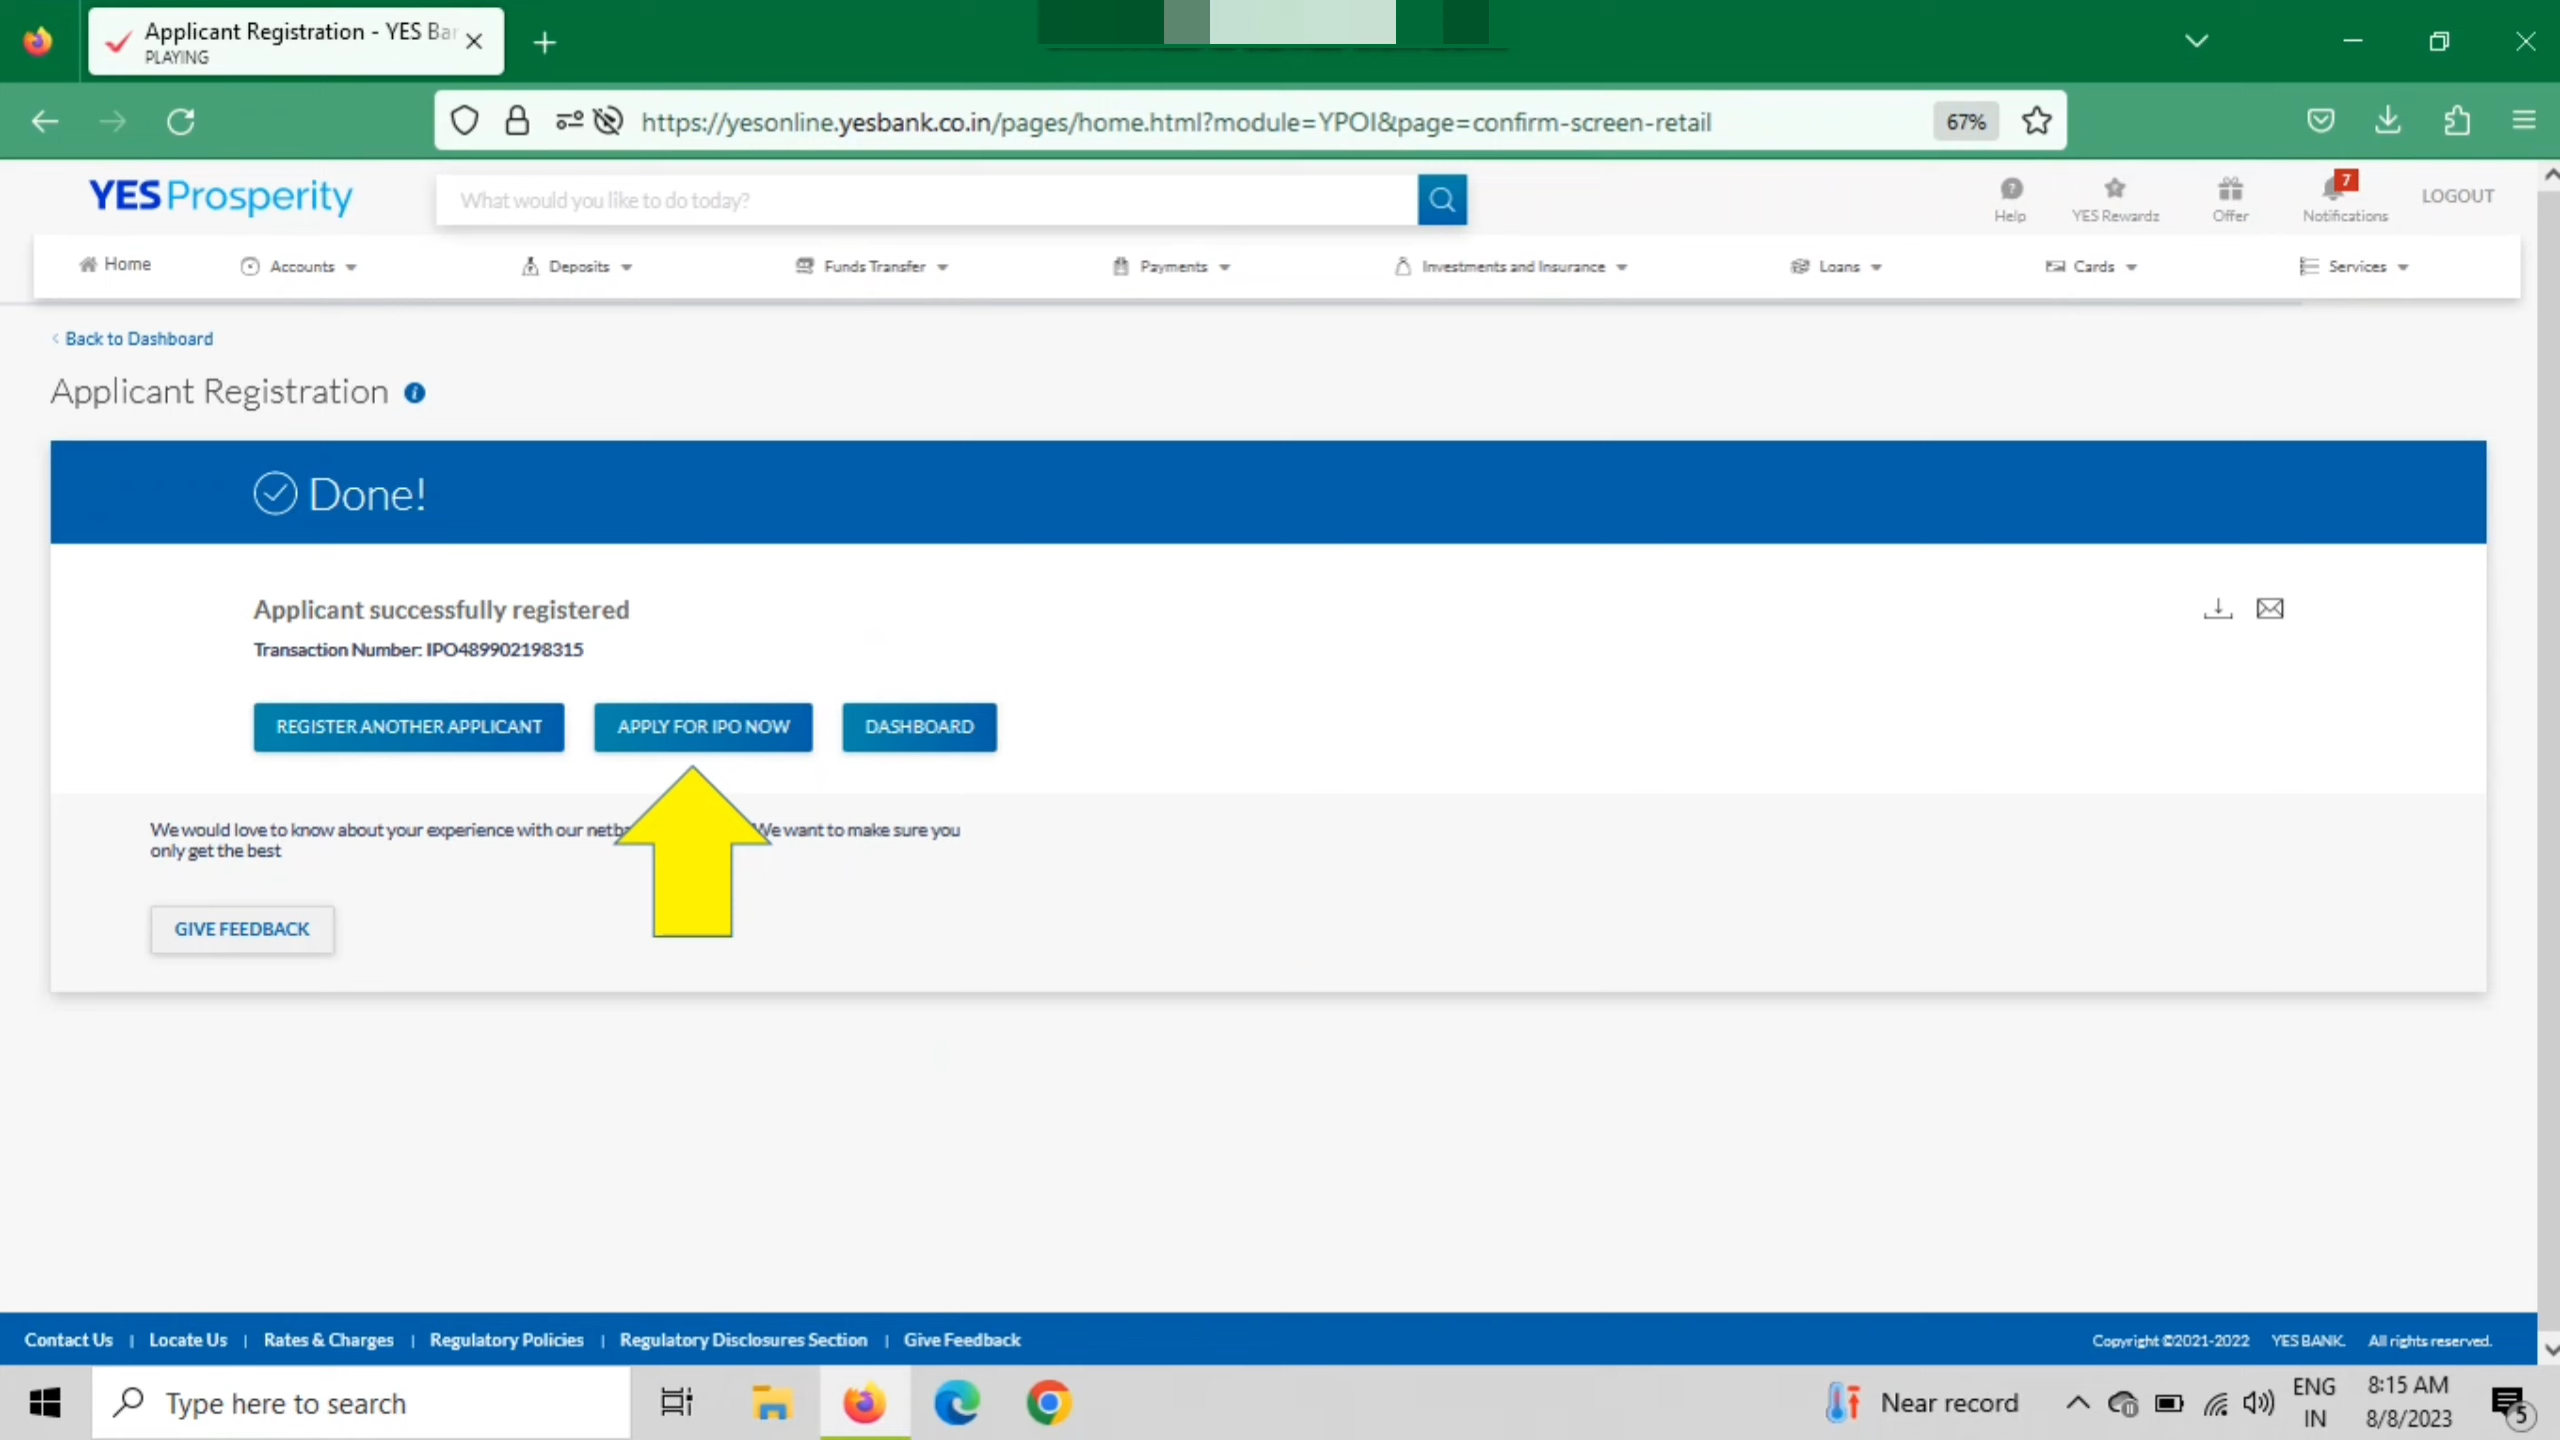 Applicant Registration - YES Bar
PLAYING
https://yesonline.yesbank.co.in/pages/home.html?module=YPOI&page=confirm-screen-retail
67%
YES Prosperity
What would you like to do today?
Help
YES Rewardz
Offer
7
Notifications
LOGOUT
Home
Accounts
Deposits
Funds Transfer
Payments
Investments and Insurance
Loans
Cards
Services
< Back to Dashboard
Applicant Registration
Done!
Applicant successfully registered
Transaction Number: IPO489902198315
REGISTER ANOTHER APPLICANT
APPLY FOR IPO NOW
DASHBOARD
We would love to know about your experience with our We want to make sure you
only get the best
GIVE FEEDBACK
Contact Us | Locate Us | Rates & Charges | Regulatory Policies | Regulatory Disclosures Section | Give Feedback
Copyright ©2021-2022 YES BANK. All rights reserved.
Type here to search
Near record
ENG
IN
8:15 AM
8/8/2023
5